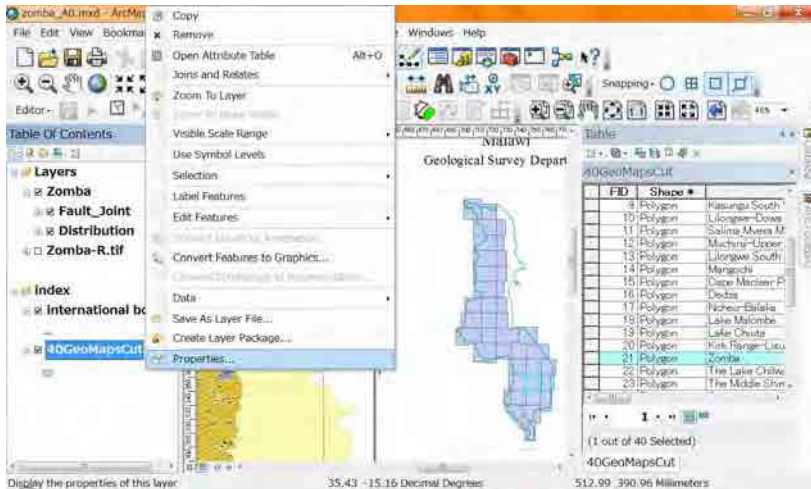 zomba_A0.mxd - ArcMap
File Edit View Bookma
Windows Help
Editor
Snapping
Table Of Contents
Layers
Zomba
Fault_Joint
Distribution
Zomba-R.tif
index
international bo
40GeoMapsCut
Copy
Remove
Open Attribute Table Alt+O
Joins and Relates
Zoom To Layer
Visible Scale Range
Use Symbol Levels
Selection
Label Features
Edit Features
Convert Features to Graphics...
Data
Save As Layer File...
Create Layer Package...
Properties...
Malawi
Geological Survey Depart
Table
40GeoMapsCut
FID Shape *
9 Polygon Kasungu South
10 Polygon Lilongwe-Dowa
11 Polygon Salima Mvera M
12 Polygon Muchinji-Upper
13 Polygon Lilongwe South
14 Polygon Mangochi
15 Polygon Cape Maclear P
16 Polygon Dedza
17 Polygon Ncheu-Balaka
18 Polygon Lake Malombe
19 Polygon Lake Chiuta
20 Polygon Kirk Range-Lisu
21 Polygon Zomba
22 Polygon The Lake Chilwa
23 Polygon The Middle Shire
1
(1 out of 40 Selected)
40GeoMapsCut
Display the properties of this layer
35.43 -15.16 Decimal Degrees
512.99 390.96 Millimeters